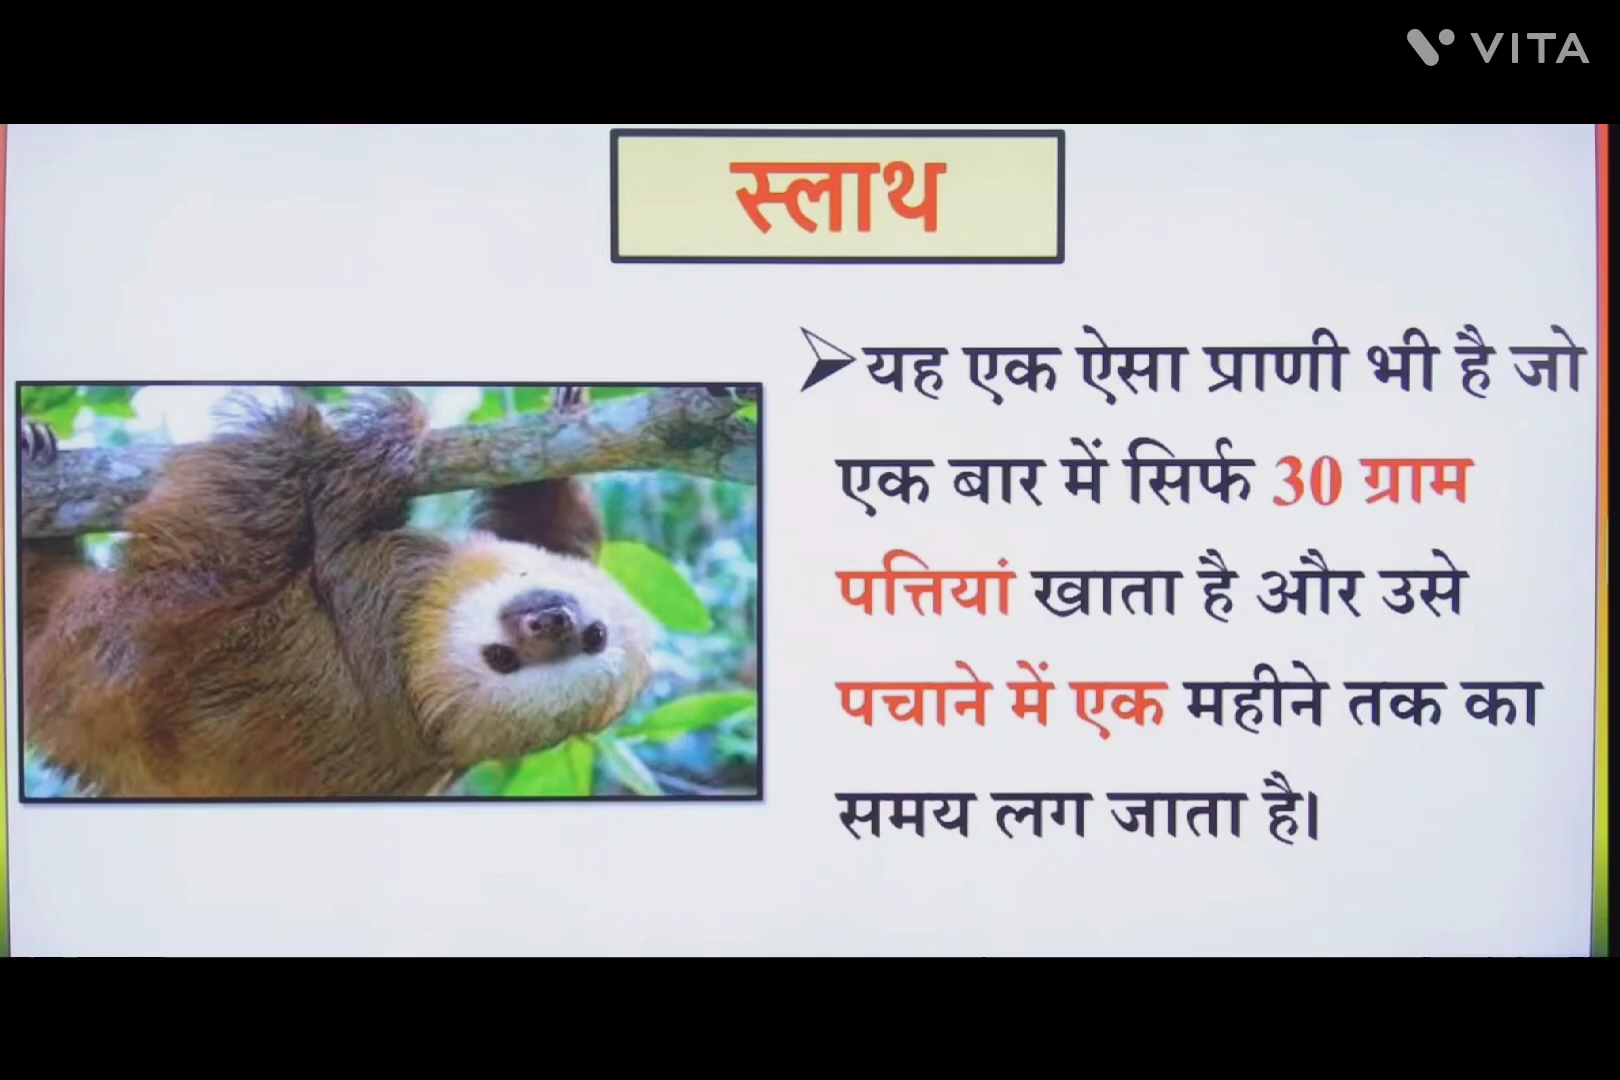 VITA
स्लाथ
यह एक ऐसा प्राणी भी है जो
एक बार में सिर्फ 30 ग्राम
पत्तियां खाता है और उसे
पचाने में एक महीने तक का
समय लग जाता है।